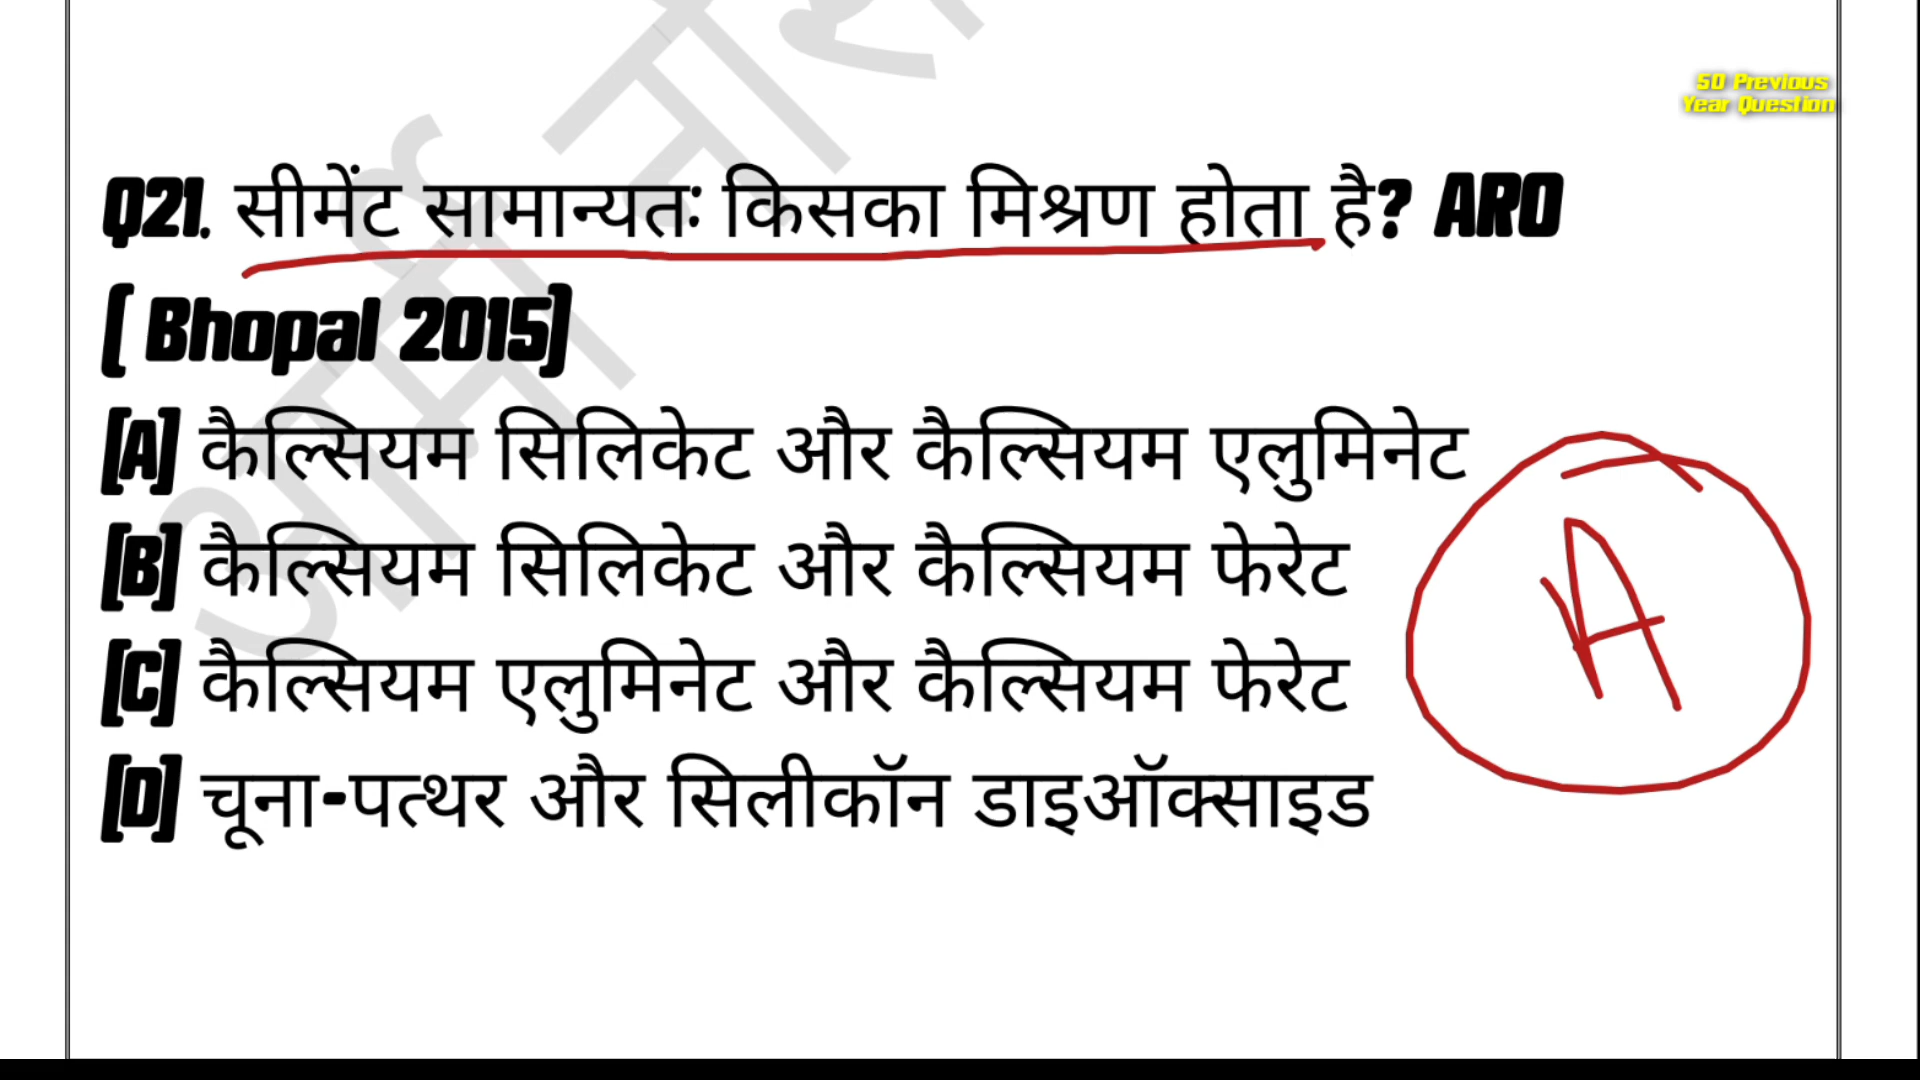 50 Previous
Year Question
Q21. सीमेंट सामान्यतः किसका मिश्रण होता है? ARO
( Bhopal 2015)
[A] कैल्सियम सिलिकेट और कैल्सियम एलुमिनेट
[B] कैल्सियम सिलिकेट और कैल्सियम फेरेट
[C] कैल्सियम एलुमिनेट और कैल्सियम फेरेट
[D] चूना-पत्थर और सिलीकॉन डाइऑक्साइड
A